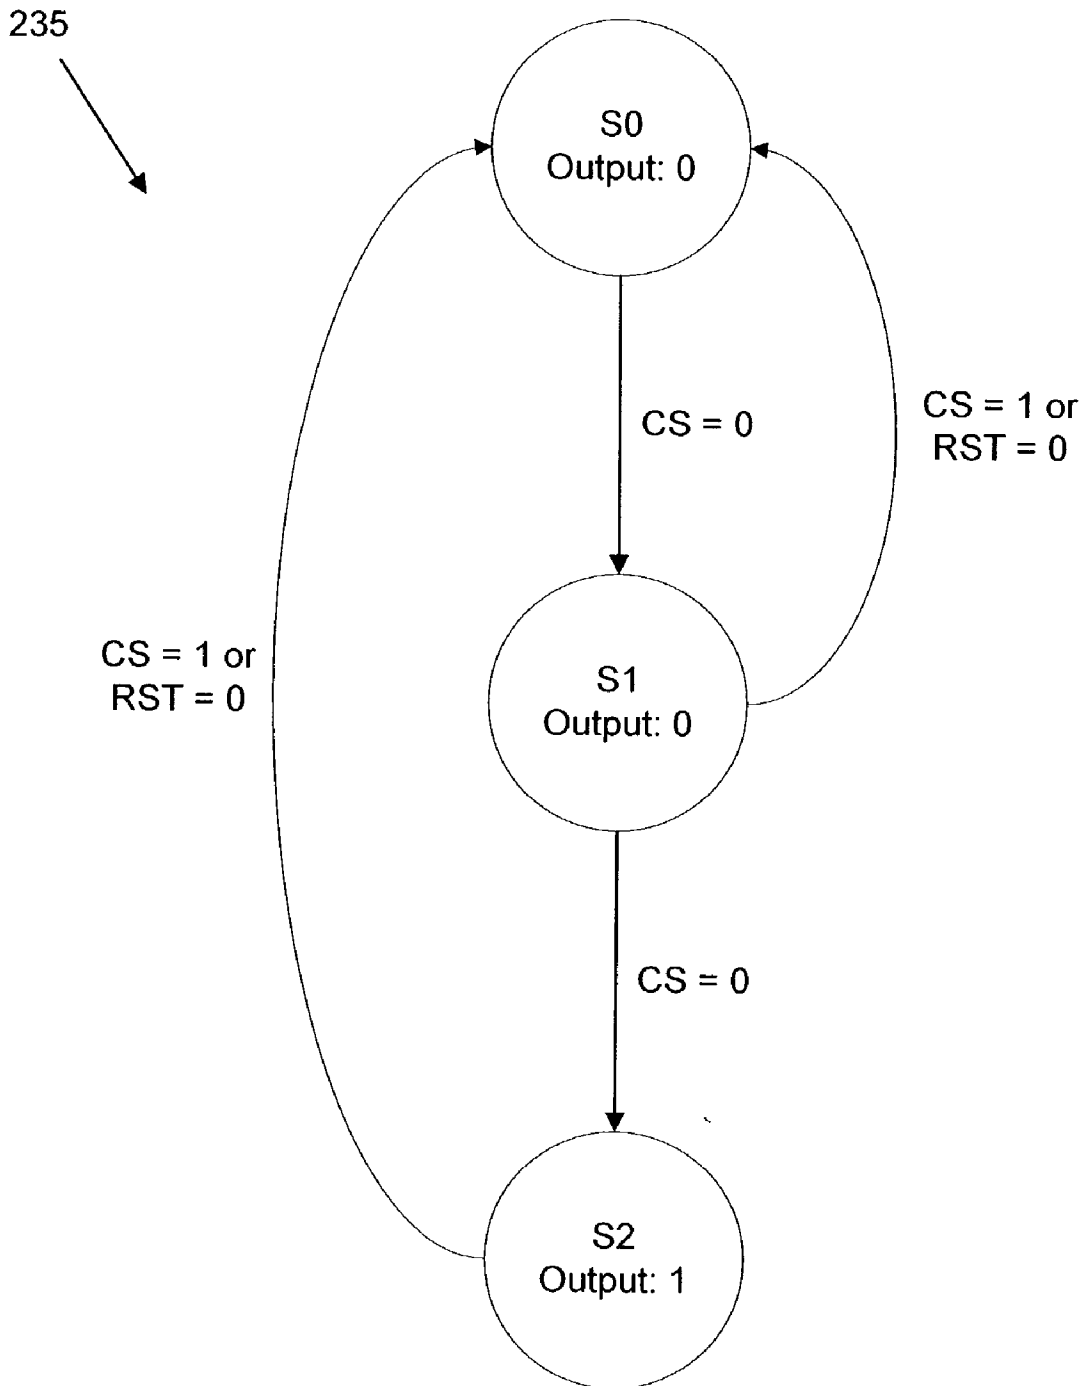 235
S0
Output: 0
CS = 0
CS = 1 or
RST = 0
CS = 1 or
RST = 0
S1
Output: 0
CS = 0
S2
Output: 1